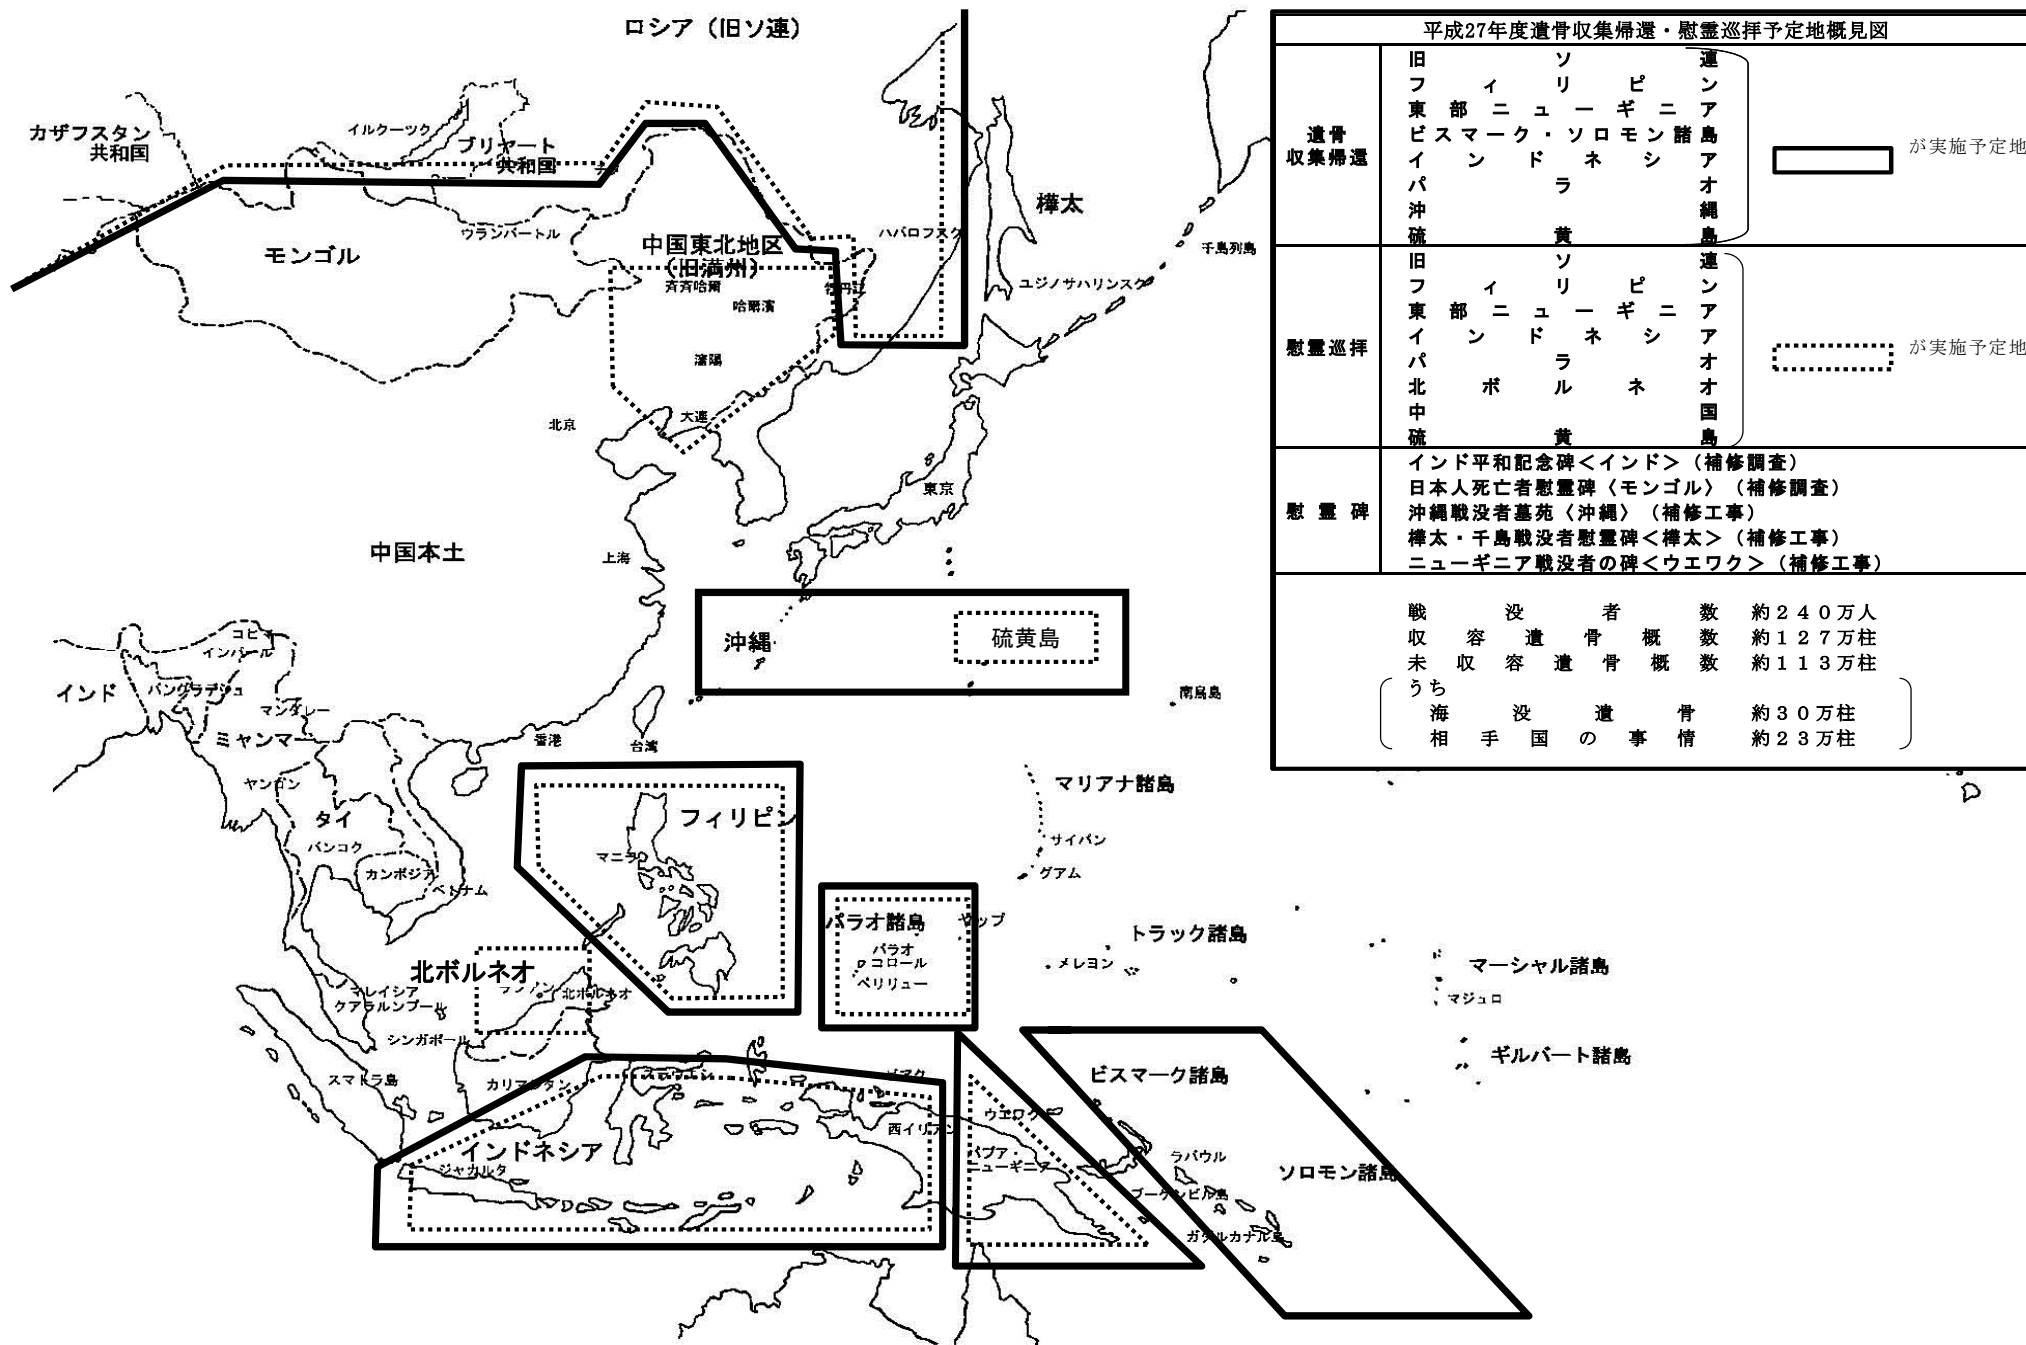 ロシア（旧ソ連）
カザフスタン
共和国
イルクーツク
ブリヤート
共和国
チタ
モンゴル
ウランバートル
中国東北地区
（旧満州）
斉斉哈爾
哈爾濱
牡丹江
瀋陽
大連
北京
ハバロフスク
樺太
ユジノサハリンスク
千島列島
東京
中国本土
上海
沖縄
硫黄島
南鳥島
コヒマ
インパール
インド
バングラデシュ
マンダレー
ミャンマー
香港
台湾
ヤンゴン
タイ
バンコク
カンボジア
ベトナム
フィリピン
マニラ
マリアナ諸島
サイパン
グアム
パラオ諸島
ヤップ
パラオ
コロール
ペリリュー
トラック諸島
メレヨン
マーシャル諸島
マジュロ
ギルバート諸島
北ボルネオ
ラブアン
北ボルネオ
マレイシア
クアラルンプール
シンガポール
スマトラ島
カリマンタン
スラウェシ
ビアク
西イリアン
インドネシア
ジャカルタ
ウエワク
パプア・
ニューギニア
ビスマーク諸島
ラバウル
ブーゲンビル島
ガダルカナル島
ソロモン諸島
平成27年度遺骨収集帰還・慰霊巡拝予定地概見図
遺骨
収集帰還
旧ソ連
フィリピン
東部ニューギニア
ビスマーク・ソロモン諸島
インドネシア
パラオ
沖縄
硫黄島
が実施予定地
慰霊巡拝
旧ソ連
フィリピン
東部ニューギニア
インドネシア
パラオ
北ボルネオ
中国
硫黄島
が実施予定地
慰霊碑
インド平和記念碑＜インド＞（補修調査）
日本人死亡者慰霊碑〈モンゴル〉（補修調査）
沖縄戦没者墓苑〈沖縄〉（補修工事）
樺太・千島戦没者慰霊碑＜樺太＞（補修工事）
ニューギニア戦没者の碑＜ウエワク＞（補修工事）
戦没者数 約２４０万人
収容遺骨概数 約１２７万柱
未収容遺骨概数 約１１３万柱
うち
海没遺骨 約３０万柱
相手国の事情 約２３万柱